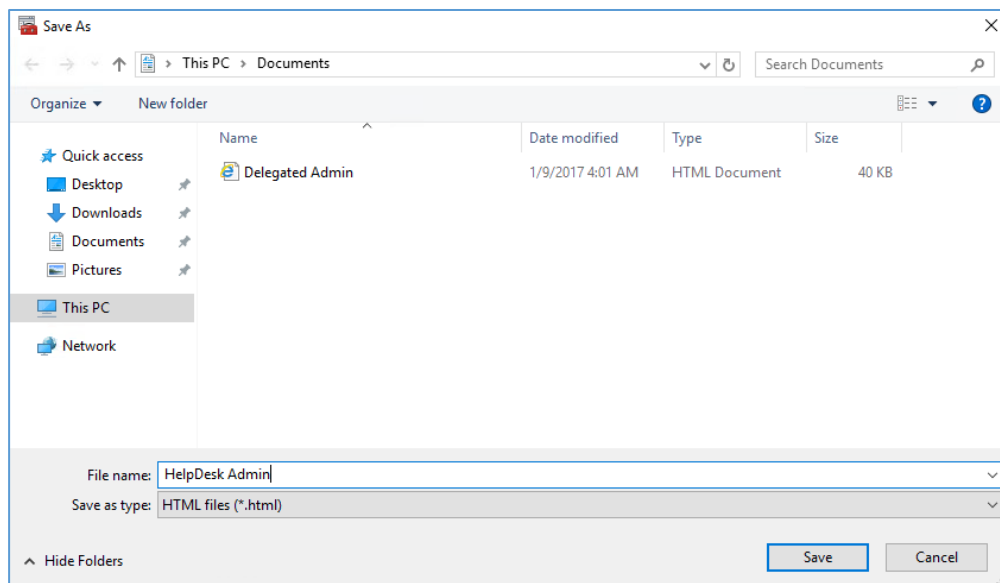 Save As
This PC > Documents
Search Documents
Organize
New folder
?
Name
Date modified
Type
Size
Quick access
Desktop
Downloads
Documents
Pictures
This PC
Network
Delegated Admin 1/9/2017 4:01 AM HTML Document 40 KB
File name: HelpDesk Admin
Save as type: HTML files (*.html)
Hide Folders
Save
Cancel